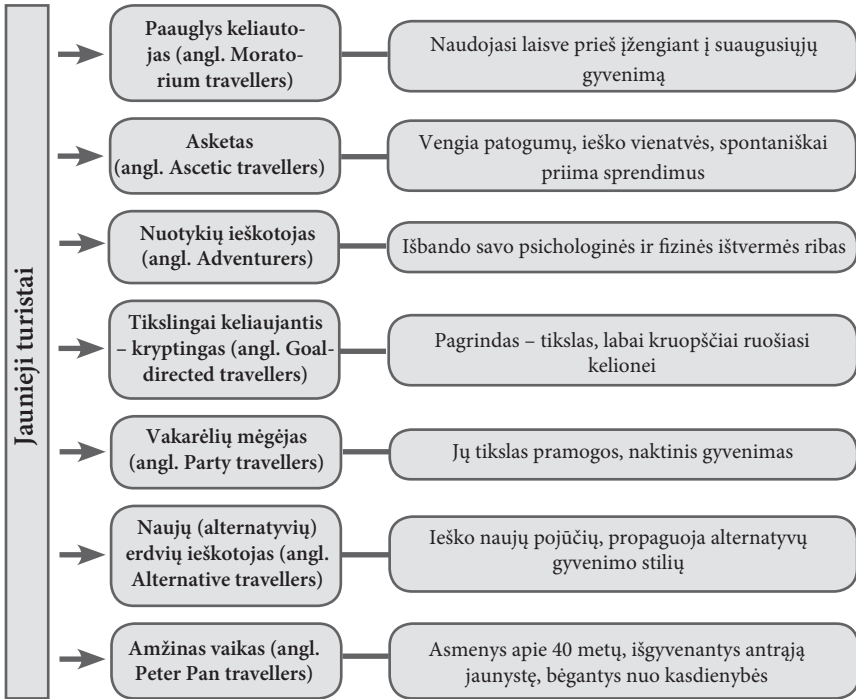 Jaunieji turistai
Paauglys keliauto-
jas (angl. Morato-
rium travellers)
Naudojasi laisve prieš įžengiant į suaugusiųjų
gyvenimą
Asketas
(angl. Ascetic travellers)
Vengia patogumų, ieško vienatvės, spontaniškai
priima sprendimus
Nuotykių ieškotojas
(angl. Adventurers)
Išbando savo psichologinės ir fizinės ištvermės ribas
Tikslingai keliaujantis
– kryptingas (angl. Goal-
directed travellers)
Pagrindas – tikslas, labai kruopščiai ruošiasi
kelionei
Vakarėlių mėgėjas
(angl. Party travellers)
Jų tikslas pramogos, naktinis gyvenimas
Naujų (alternatyvių)
erdvių ieškotojas (angl.
Alternative travellers)
Ieško naujų pojūčių, propaguoja alternatyvų
gyvenimo stilių
Amžinas vaikas (angl.
Peter Pan travellers)
Asmenys apie 40 metų, išgyvenantys antrąją
jaunystę, bėgantys nuo kasdienybės